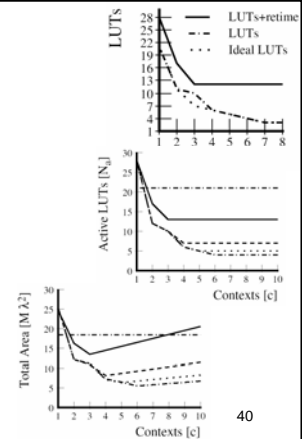 LUTs
28
25
22
19
16
13
10
7
4
1
1 2 3 4 5 6 7 8
LUTs+retime
LUTs
Ideal LUTs
Active LUTs [Na]
30
25
20
15
10
5
0
1 2 3 4 5 6 7 8 9 10
Contexts [c]
Total Area [M λ²]
30
25
20
15
10
5
0
1 2 3 4 5 6 7 8 9 10
Contexts [c]
40